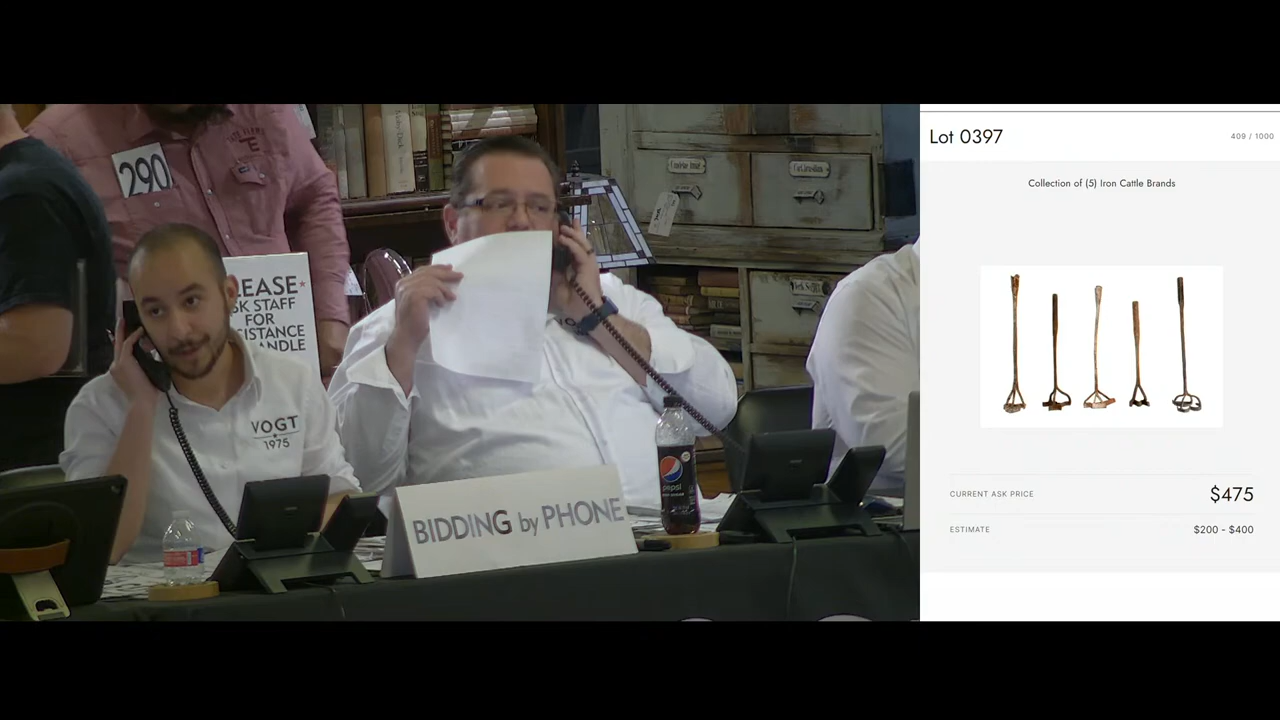 290
LEASE*
SK STAFF
FOR
SISTANCE
ANDLE
VOGT
1975
BIDDING by PHONE
pepsi
Lot 0397
409 / 1000
Collection of (5) Iron Cattle Brands
CURRENT ASK PRICE
$475
ESTIMATE
$200 - $400